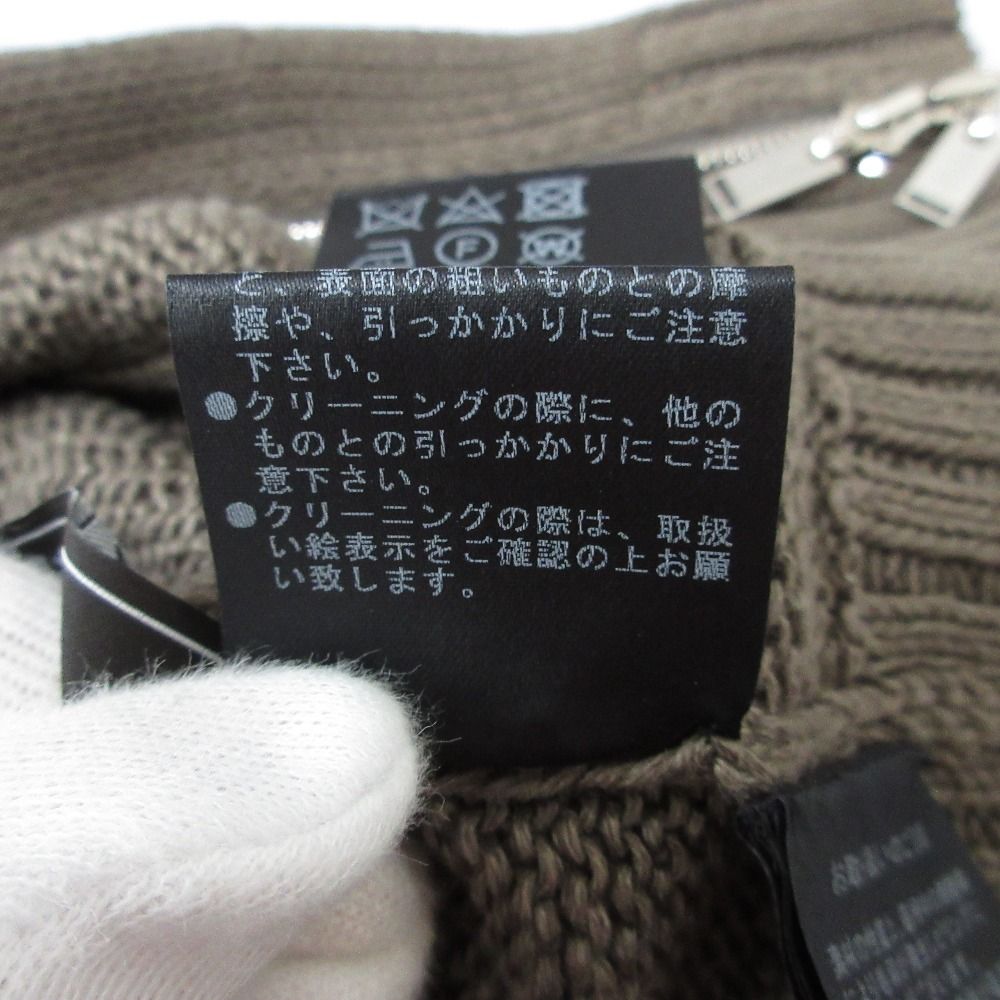 F
W
と、表面の粗いものとの摩
擦や、引っかかりにご注意
下さい。
●クリーニングの際に、他の
ものとの引っかかりにご注
意下さい。
●クリーニングの際は、取扱
い絵表示をご確認の上お願
い致します。